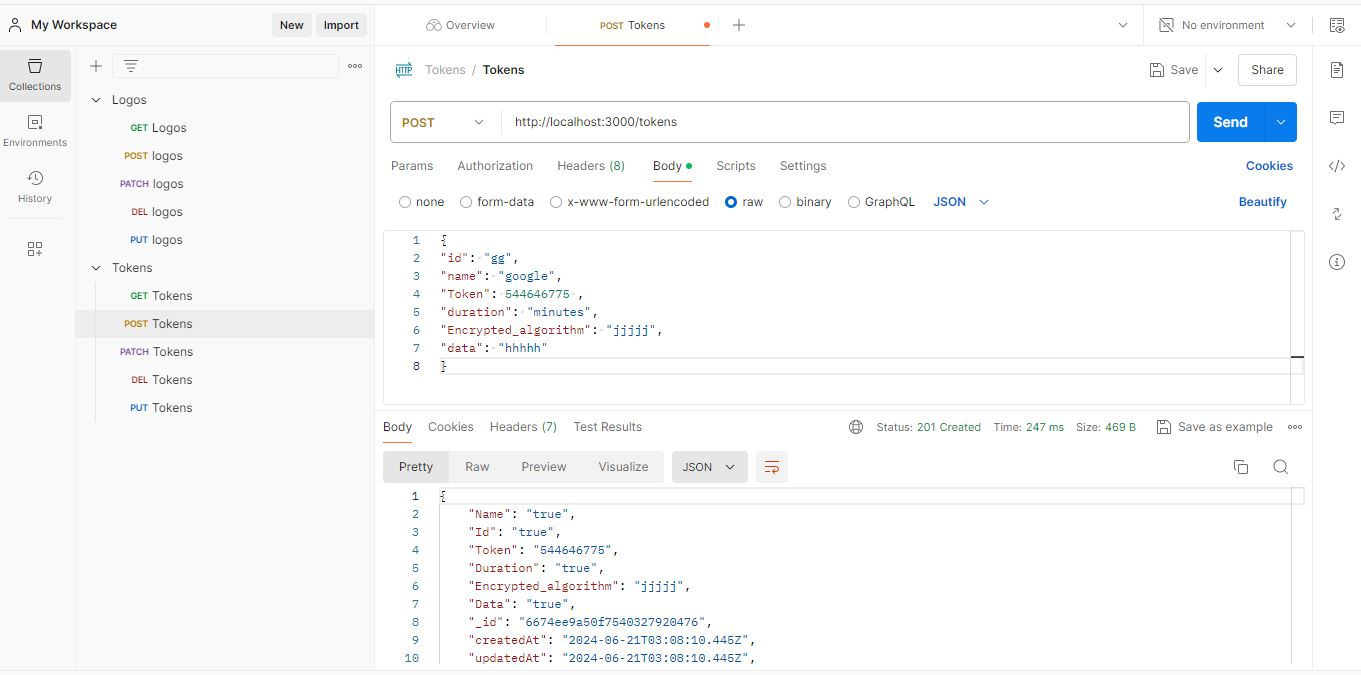 My Workspace New Import Overview POST Tokens No environment
Collections
Environments
History
Logos
GET Logos
POST logos
PATCH logos
DEL logos
PUT logos
Tokens
GET Tokens
POST Tokens
PATCH Tokens
DEL Tokens
PUT Tokens
HTTP Tokens / Tokens Save Share
POST http://localhost:3000/tokens Send
Params Authorization Headers (8) Body Scripts Settings Cookies
none form-data x-www-form-urlencoded raw binary GraphQL JSON Beautify
1 {
2 "id": "gg",
3 "name": "google",
4 "Token": 544646775 ,
5 "duration": "minutes",
6 "Encrypted_algorithm": "jjjjj",
7 "data": "hhhhh"
8 }
Body Cookies Headers (7) Test Results Status: 201 Created Time: 247 ms Size: 469 B Save as example
Pretty Raw Preview Visualize JSON
1 {
2 "Name": "true",
3 "Id": "true",
4 "Token": "544646775",
5 "Duration": "true",
6 "Encrypted_algorithm": "jjjjj",
7 "Data": "true",
8 "_id": "6674ee9a50f7540327920476",
9 "createdAt": "2024-06-21T03:08:10.445Z",
10 "updatedAt": "2024-06-21T03:08:10.445Z",